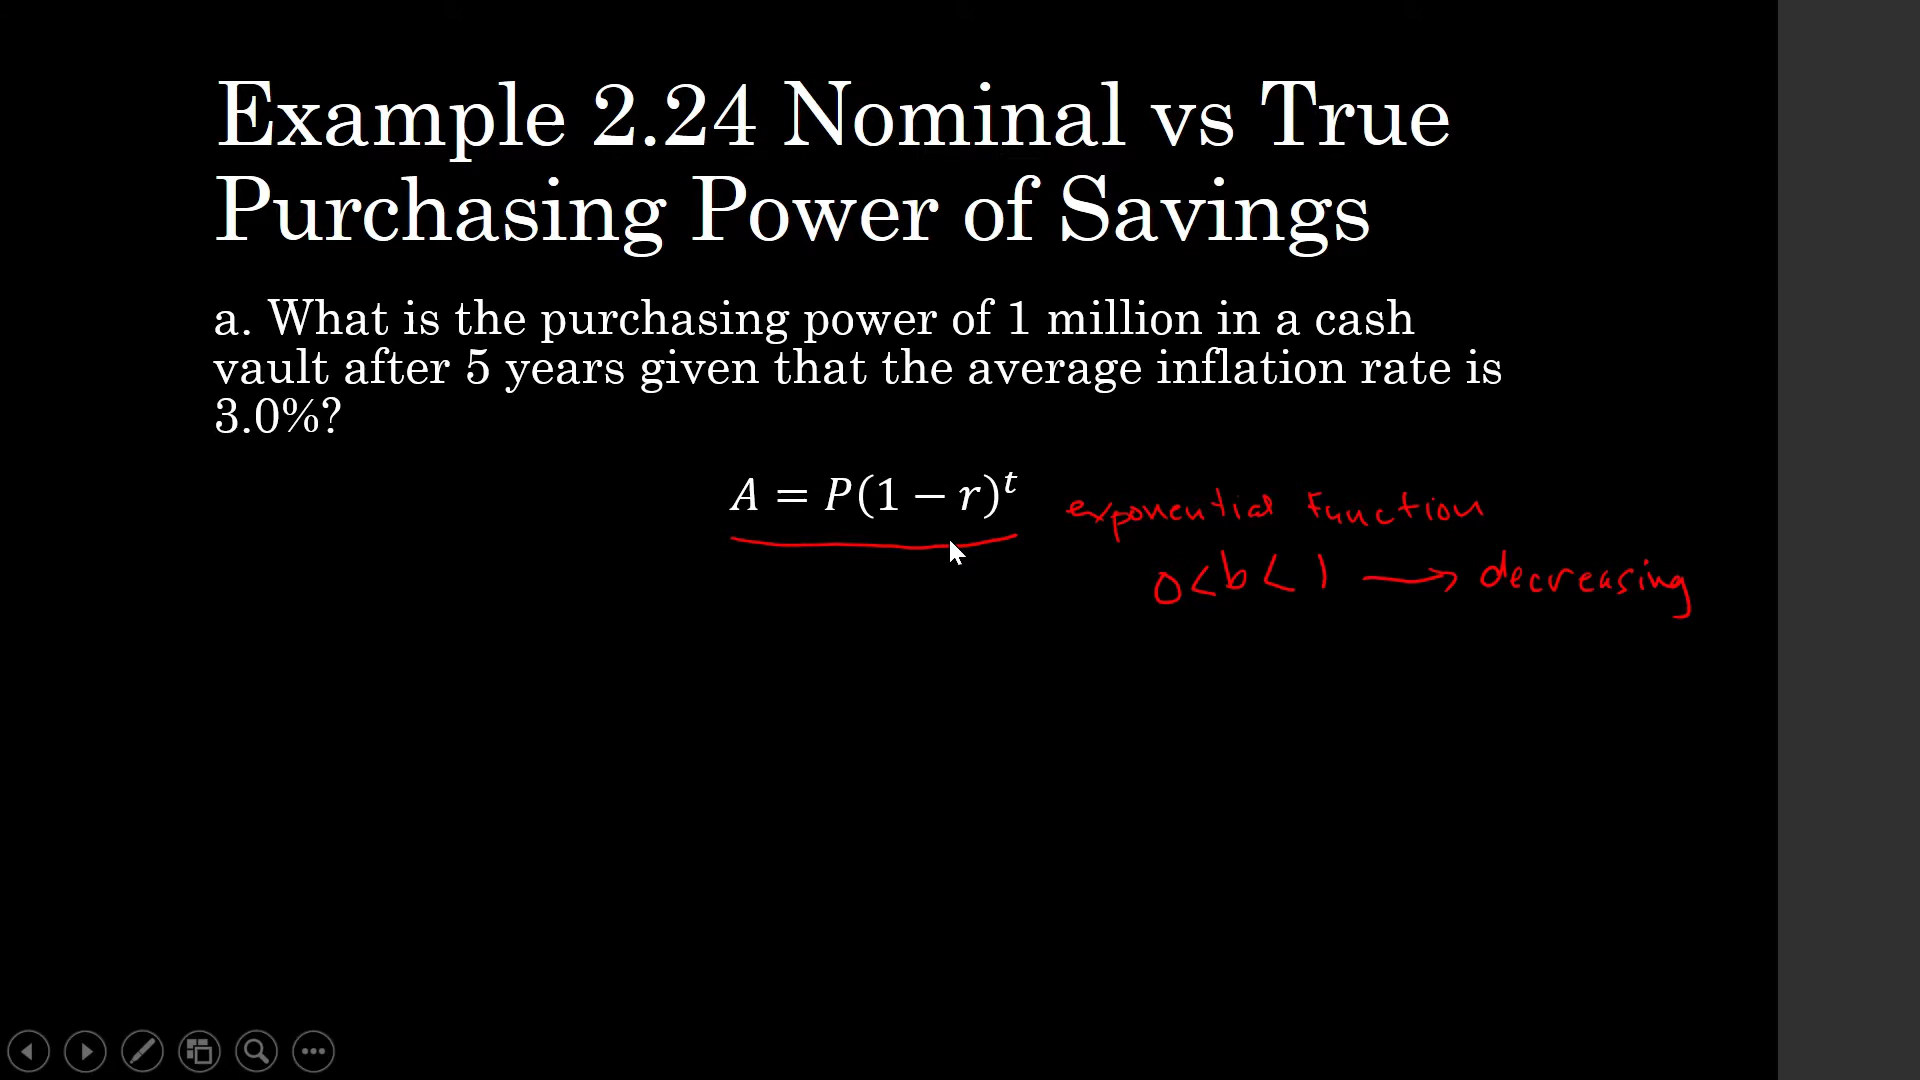 Example 2.24 Nominal vs True
Purchasing Power of Savings
a. What is the purchasing power of 1 million in a cash
vault after 5 years given that the average inflation rate is
3.0%?
A = P(1 − r)^t
exponential function
0 < b < 1 → decreasing